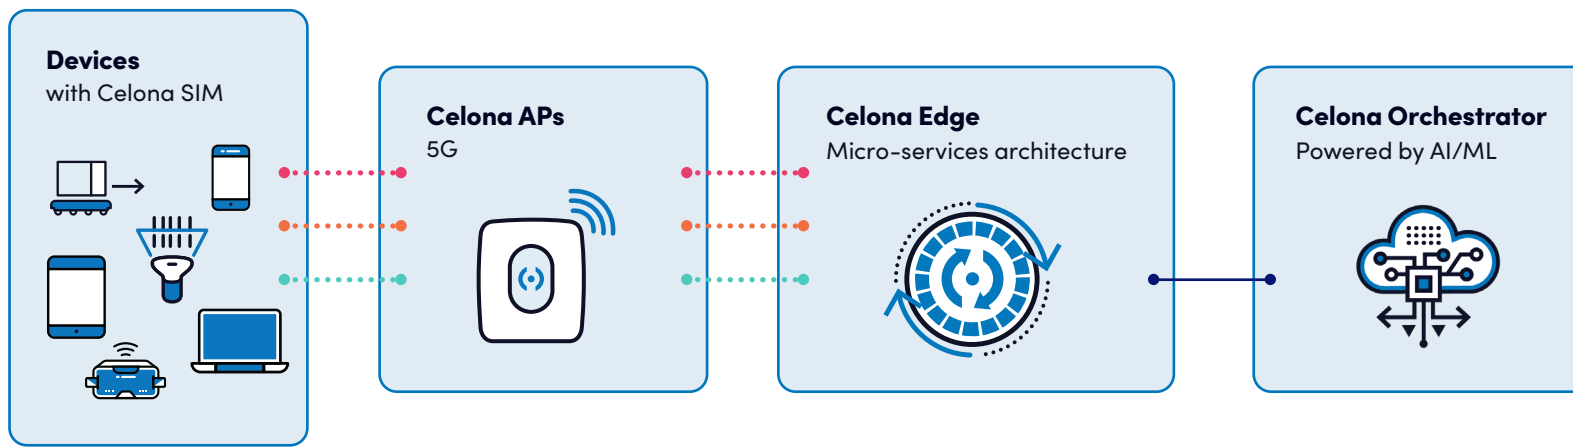 Devices
with Celona SIM
Celona APs
5G
Celona Edge
Micro-services architecture
Celona Orchestrator
Powered by AI/ML